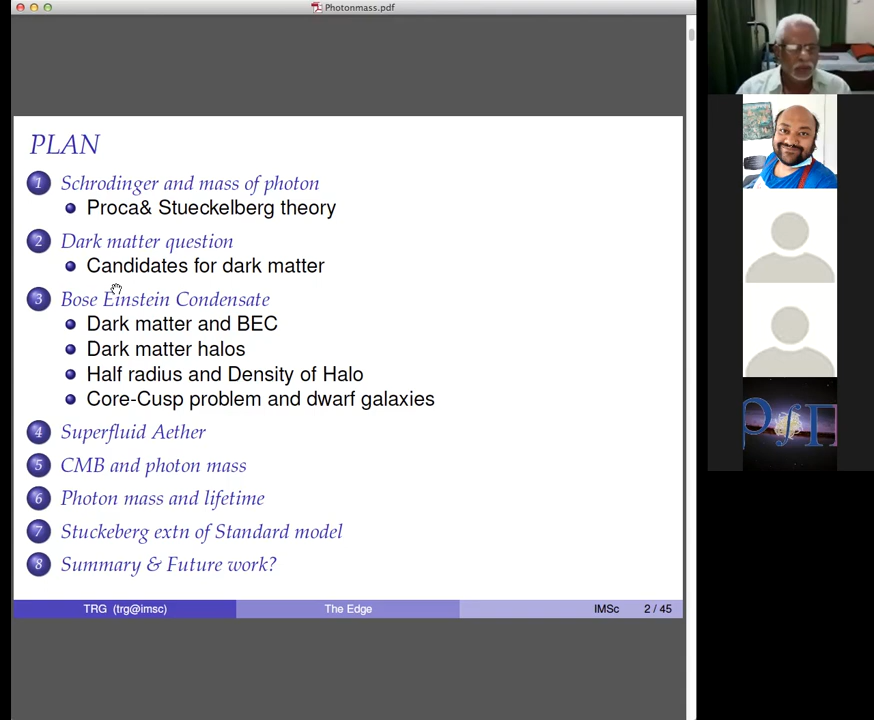 Photonmass.pdf
PLAN
1 Schrodinger and mass of photon
Proca& Stueckelberg theory
2 Dark matter question
Candidates for dark matter
3 Bose Einstein Condensate
Dark matter and BEC
Dark matter halos
Half radius and Density of Halo
Core-Cusp problem and dwarf galaxies
4 Superfluid Aether
5 CMB and photon mass
6 Photon mass and lifetime
7 Stuckeberg extn of Standard model
8 Summary & Future work?
TRG (trg@imsc) The Edge IMSc 2 / 45